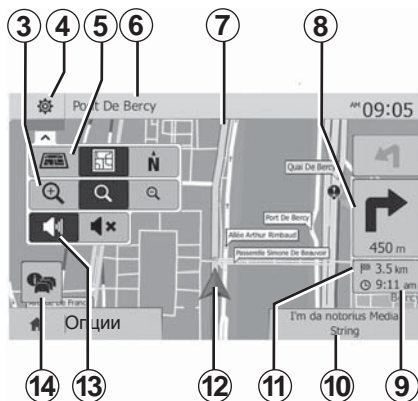 3 4 5 6 7 8
Pont De Bercy
AM 09:05
N
Quai De Bercy
Port De Bercy
Allée Arthur Rimbaud
Passerelle Simone De Beauvoir
450 m
3.5 km
9:11 am
Опции
I'm da notorius Media
String
14 13 12 11 10 9